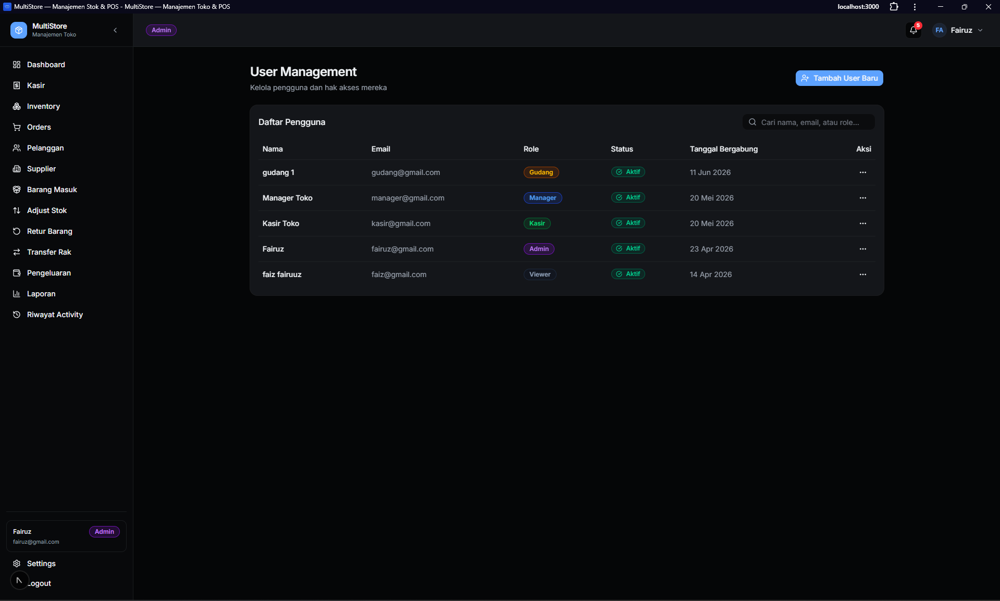 MultiStore — Manajemen Stok & POS - MultiStore — Manajemen Toko & POS
localhost:3000
MultiStore
Manajemen Toko
Admin
5
FA
Fairuz
Dashboard
Kasir
Inventory
Orders
Pelanggan
Supplier
Barang Masuk
Adjust Stok
Retur Barang
Transfer Rak
Pengeluaran
Laporan
Riwayat Activity
Fairuz
Admin
fairuz@gmail.com
Settings
Logout
User Management
Kelola pengguna dan hak akses mereka
Tambah User Baru
Daftar Pengguna
Cari nama, email, atau role...
Nama Email Role Status Tanggal Bergabung Aksi
gudang 1 gudang@gmail.com Gudang Aktif 11 Jun 2026
Manager Toko manager@gmail.com Manager Aktif 20 Mei 2026
Kasir Toko kasir@gmail.com Kasir Aktif 20 Mei 2026
Fairuz fairuz@gmail.com Admin Aktif 23 Apr 2026
faiz fairuuz faiz@gmail.com Viewer Aktif 14 Apr 2026